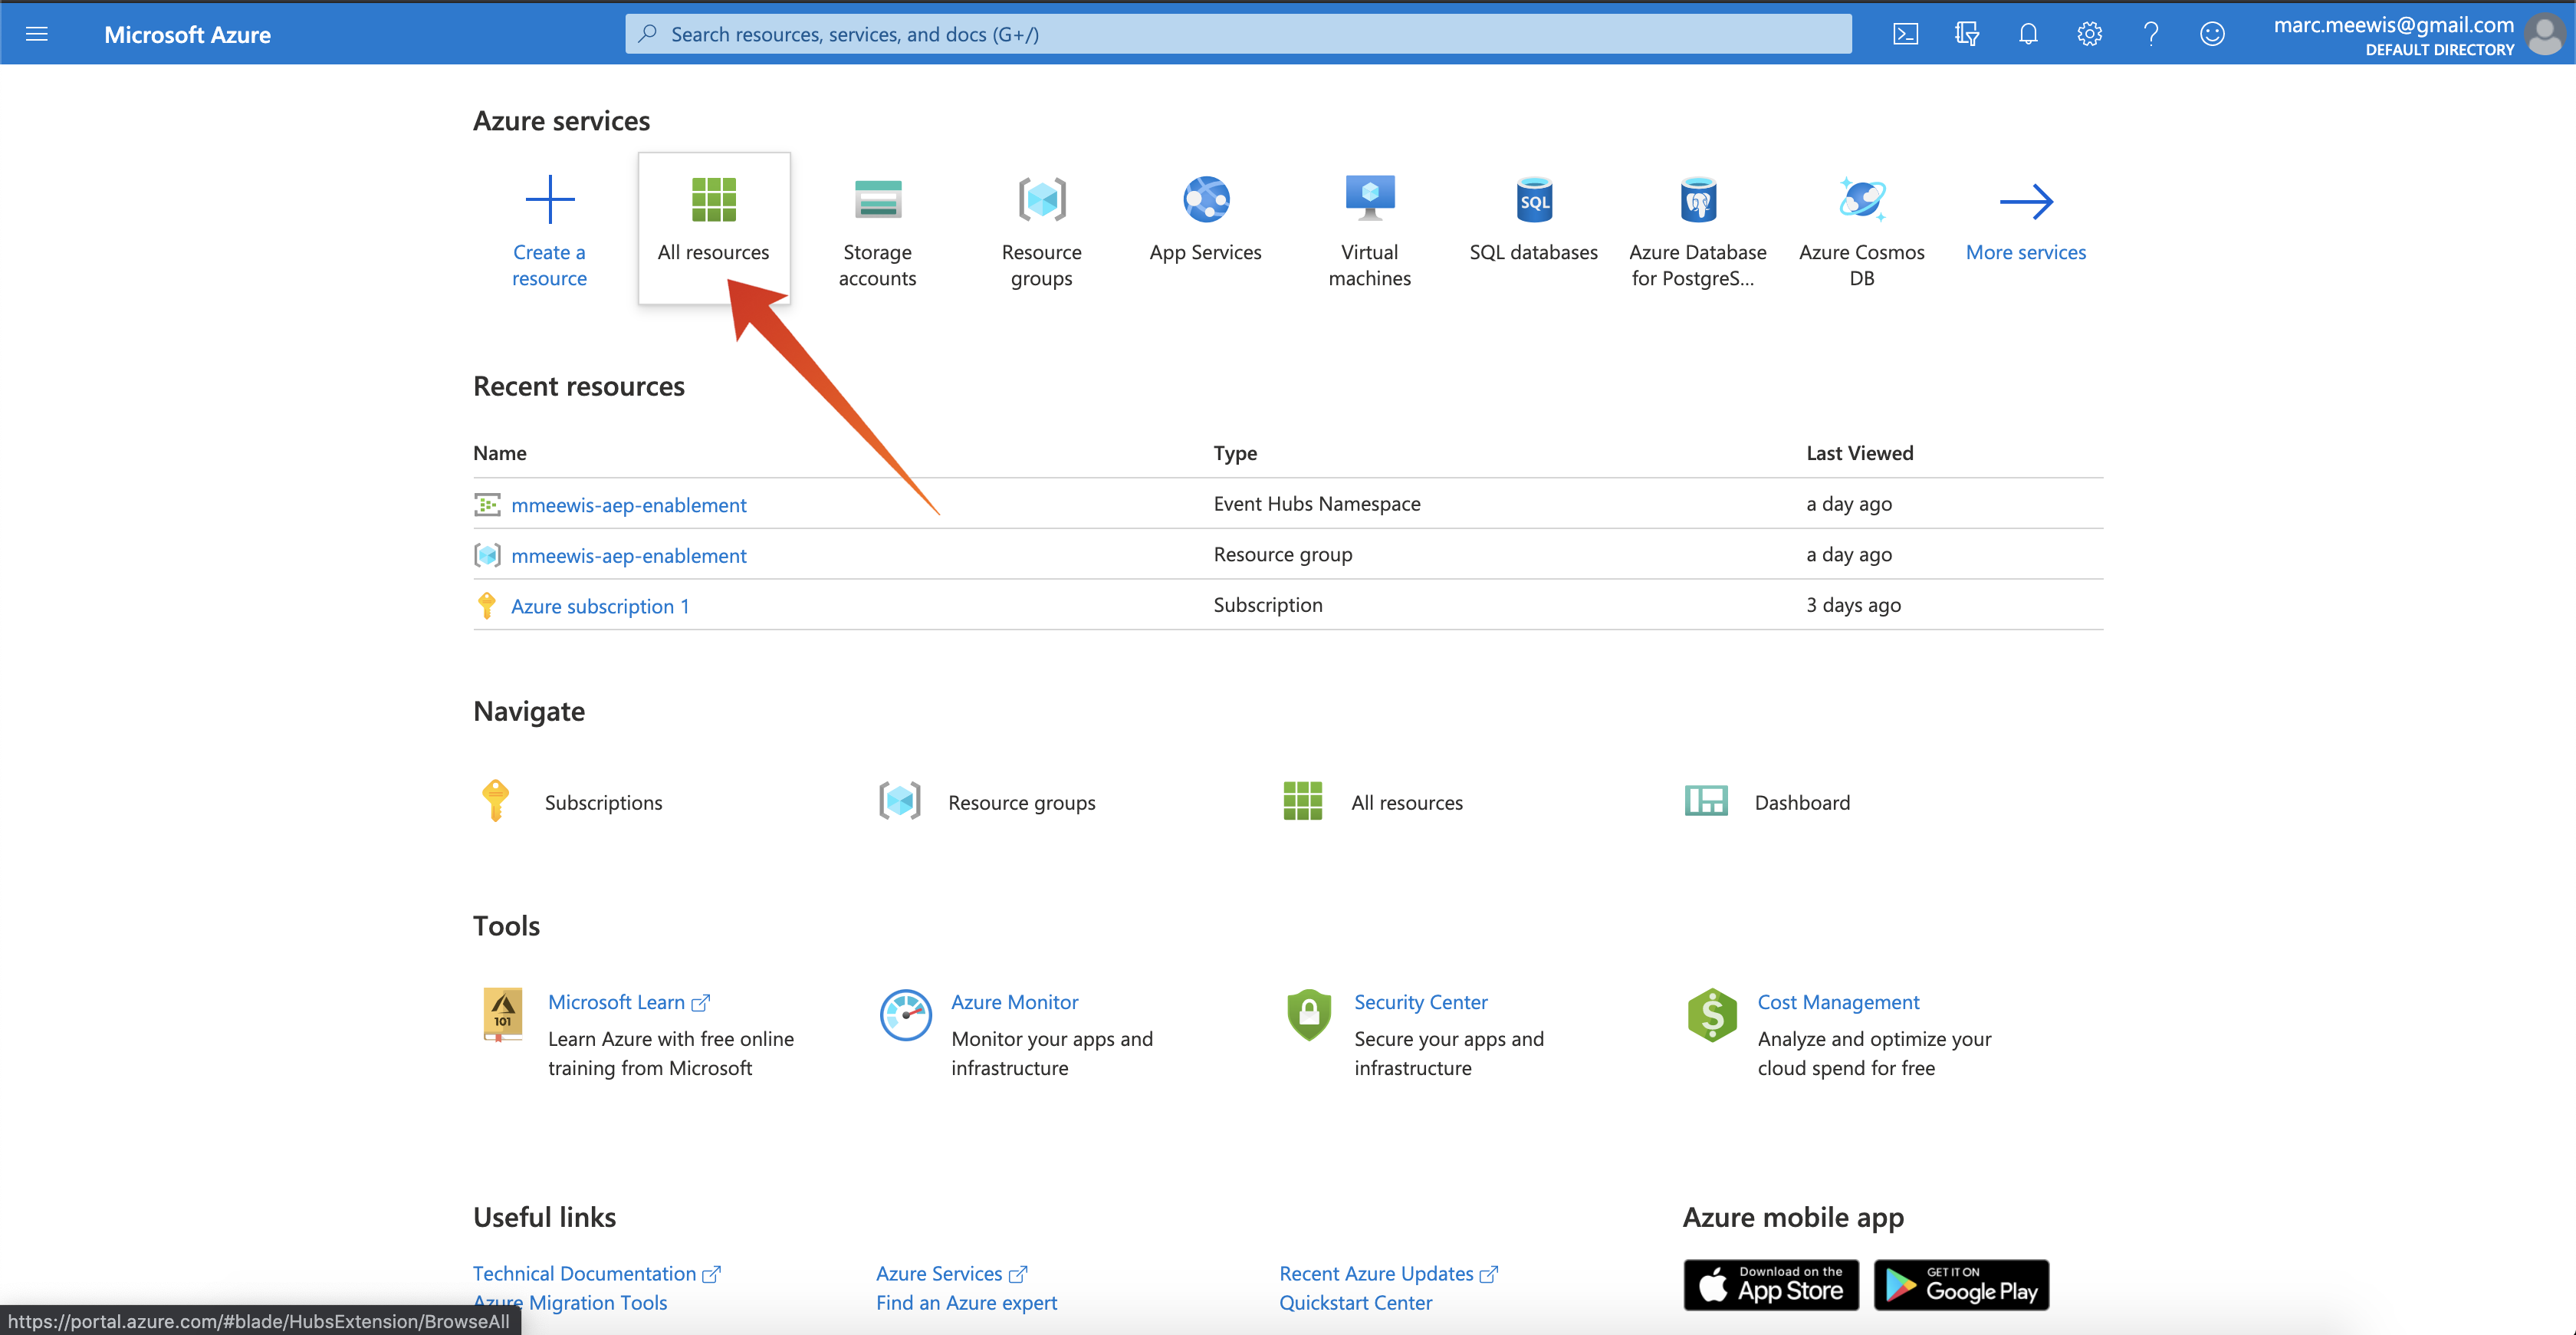 Microsoft Azure
Search resources, services, and docs (G+/)
marc.meewis@gmail.com
DEFAULT DIRECTORY
Azure services
Create a
resource
All resources
Storage
accounts
Resource
groups
App Services
Virtual
machines
SQL
SQL databases
Azure Database
for PostgreS...
Azure Cosmos
DB
More services
Recent resources
Name Type Last Viewed
mmeewis-aep-enablement Event Hubs Namespace a day ago
mmeewis-aep-enablement Resource group a day ago
Azure subscription 1 Subscription 3 days ago
Navigate
Subscriptions Resource groups All resources Dashboard
Tools
101
Microsoft Learn
Learn Azure with free online
training from Microsoft
Azure Monitor
Monitor your apps and
infrastructure
Security Center
Secure your apps and
infrastructure
Cost Management
Analyze and optimize your
cloud spend for free
Useful links
Technical Documentation
Azure Migration Tools
Azure Services
Find an Azure expert
Recent Azure Updates
Quickstart Center
Azure mobile app
Download on the
App Store
GET IT ON
Google Play
https://portal.azure.com/#blade/HubsExtension/BrowseAll